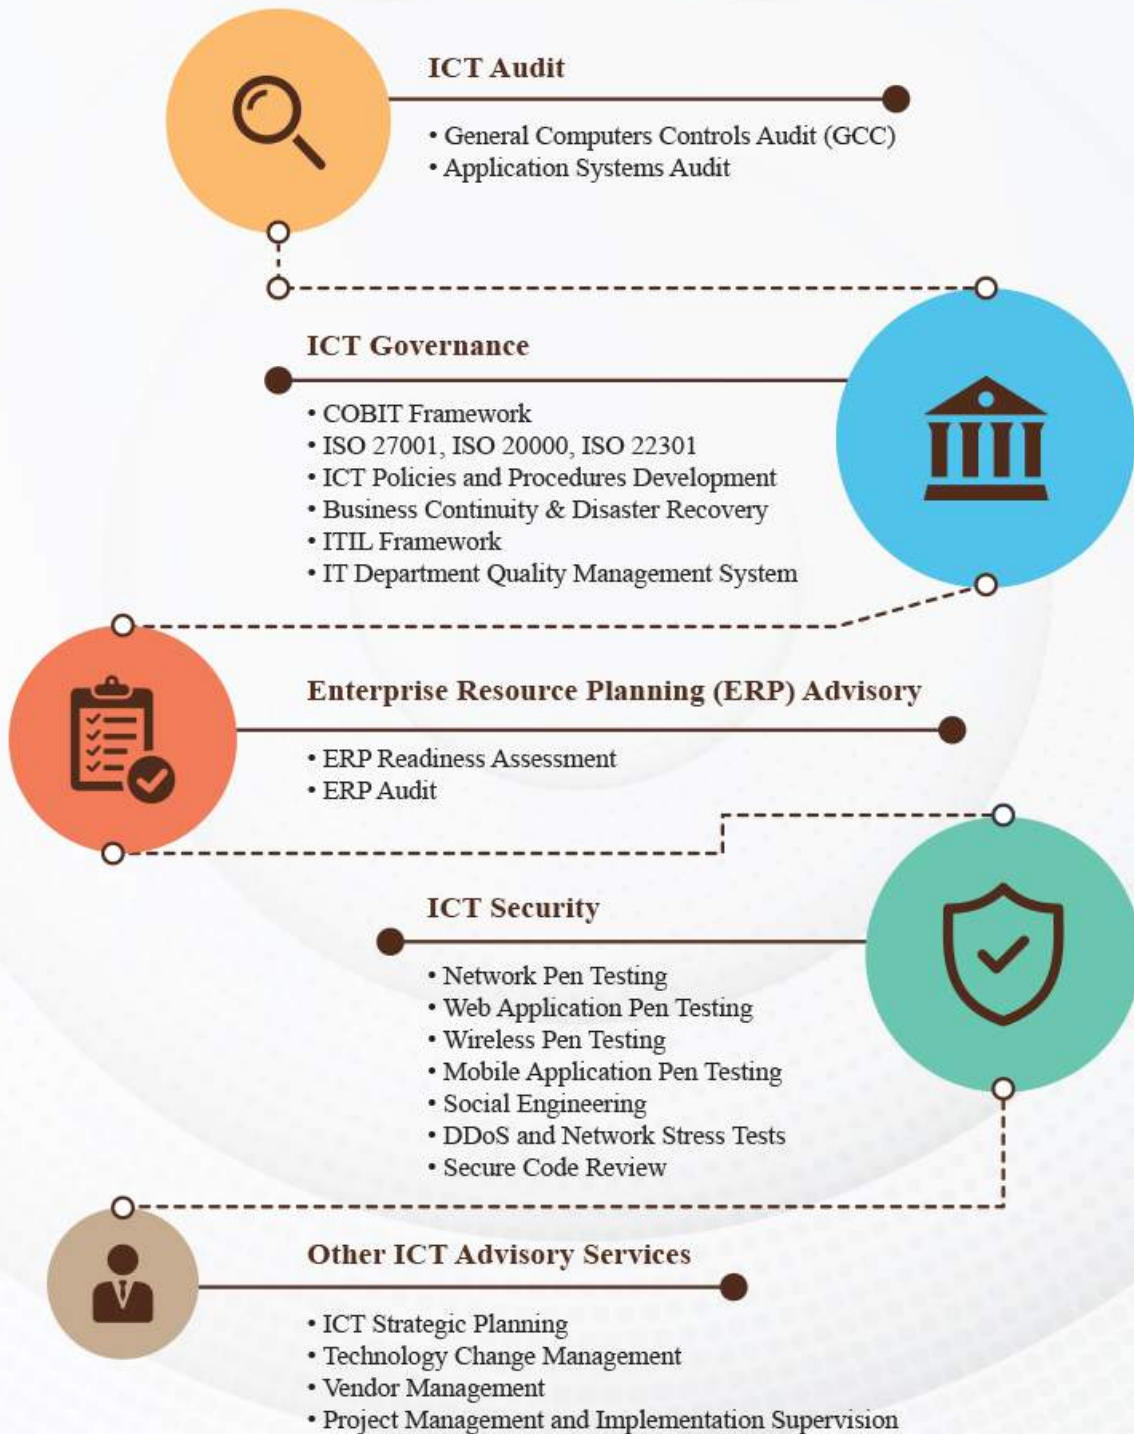 ICT Audit
• General Computers Controls Audit (GCC)
• Application Systems Audit
ICT Governance
• COBIT Framework
• ISO 27001, ISO 20000, ISO 22301
• ICT Policies and Procedures Development
• Business Continuity & Disaster Recovery
• ITIL Framework
• IT Department Quality Management System
Enterprise Resource Planning (ERP) Advisory
• ERP Readiness Assessment
• ERP Audit
ICT Security
• Network Pen Testing
• Web Application Pen Testing
• Wireless Pen Testing
• Mobile Application Pen Testing
• Social Engineering
• DDoS and Network Stress Tests
• Secure Code Review
Other ICT Advisory Services
• ICT Strategic Planning
• Technology Change Management
• Vendor Management
• Project Management and Implementation Supervision